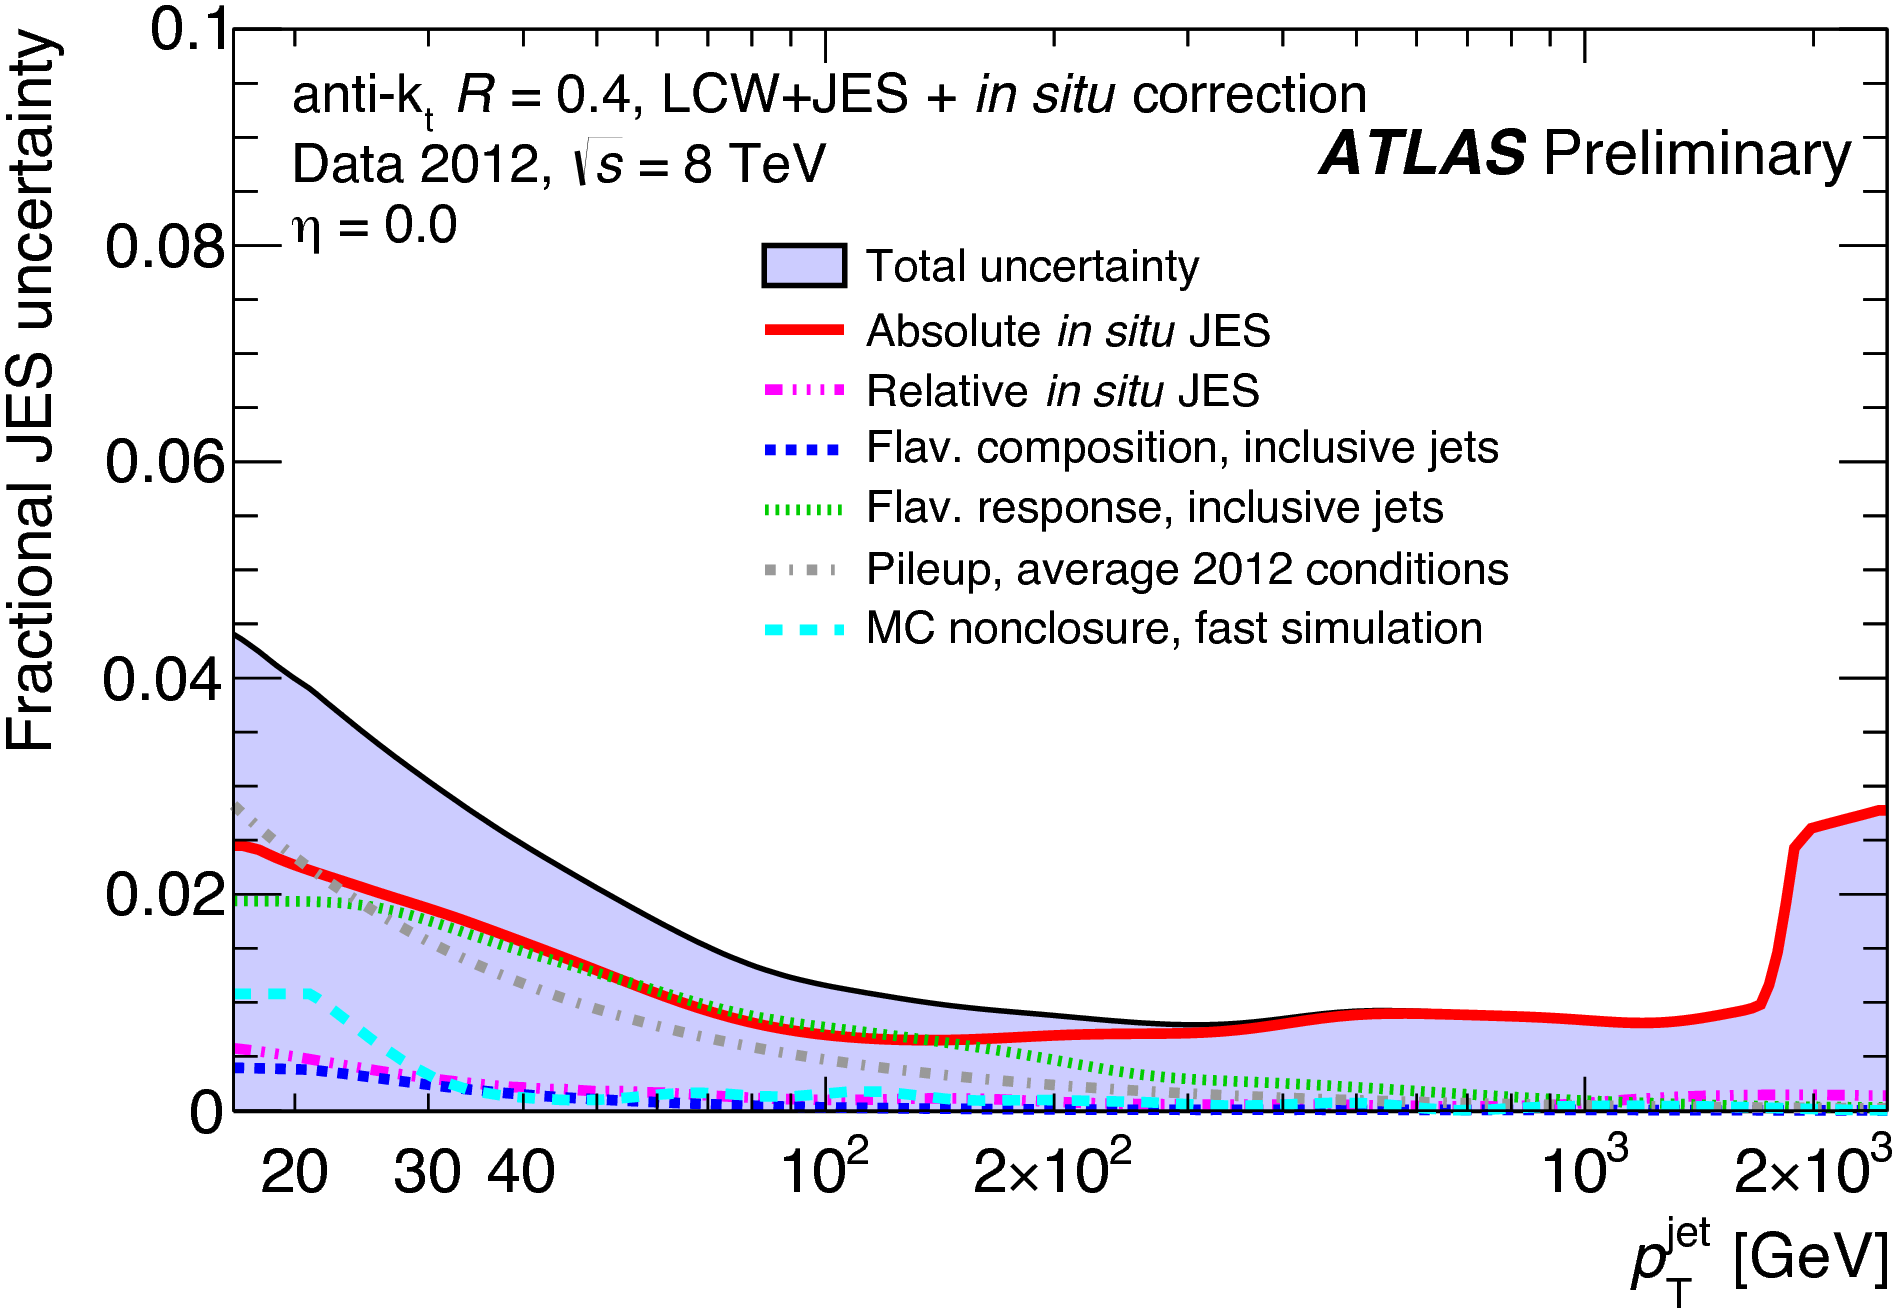 0.1
0.08
0.06
0.04
0.02
0
Fractional JES uncertainty
anti-kt R = 0.4, LCW+JES + in situ correction
ATLAS Preliminary
Data 2012, √s = 8 TeV
η = 0.0
Total uncertainty
Absolute in situ JES
Relative in situ JES
Flav. composition, inclusive jets
Flav. response, inclusive jets
Pileup, average 2012 conditions
MC nonclosure, fast simulation
20 30 40 10² 2×10² 10³ 2×10³
pTjet [GeV]